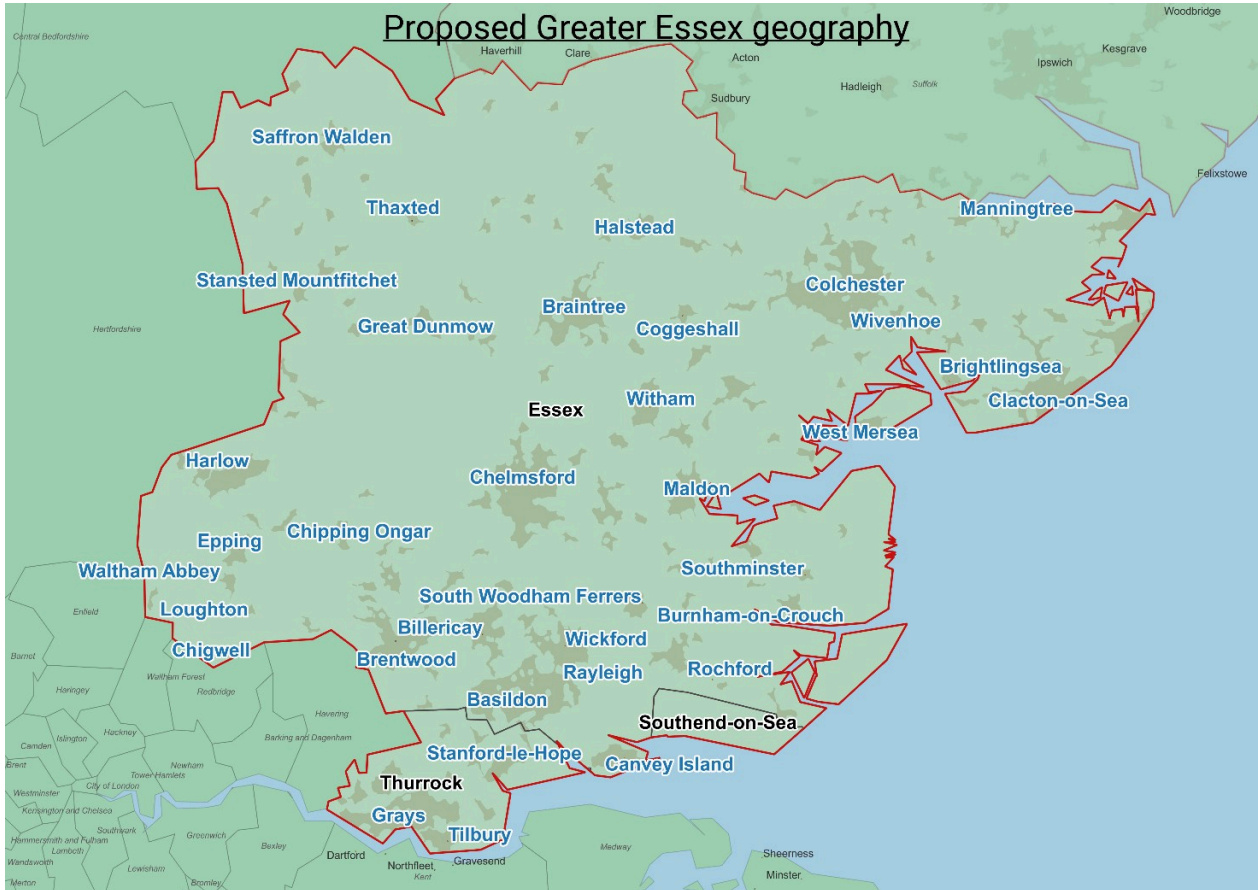 Proposed Greater Essex geography
Woodbridge
Central Bedfordshire
Haverhill
Clare
Acton
Kesgrave
Ipswich
Hadleigh
Suffolk
Sudbury
Saffron Walden
Felixstowe
Thaxted
Manningtree
Halstead
Stansted Mountfitchet
Colchester
Braintree
Hertfordshire
Great Dunmow
Coggeshall
Wivenhoe
Brightlingsea
Witham
Clacton-on-Sea
Essex
West Mersea
Harlow
Chelmsford
Maldon
Chipping Ongar
Epping
Waltham Abbey
Southminster
South Woodham Ferrers
Enfield
Loughton
Burnham-on-Crouch
Billericay
Wickford
Chigwell
Barnet
Brentwood
Rayleigh
Rochford
Waltham Forest
Haringey
Redbridge
Basildon
Havering
Southend-on-Sea
Islington
Hackney
Barking and Dagenham
Camden
Stanford-le-Hope
Canvey Island
Brent
Newham
Tower Hamlets
Thurrock
City of London
Westminster
Kensington and Chelsea
Grays
Southwark
Greenwich
Tilbury
Hammersmith and Fulham
Bexley
Medway
Lambeth
Dartford
Sheerness
Wandsworth
Northfleet
Gravesend
Lewisham
Kent
Minster
Merton
Bromley